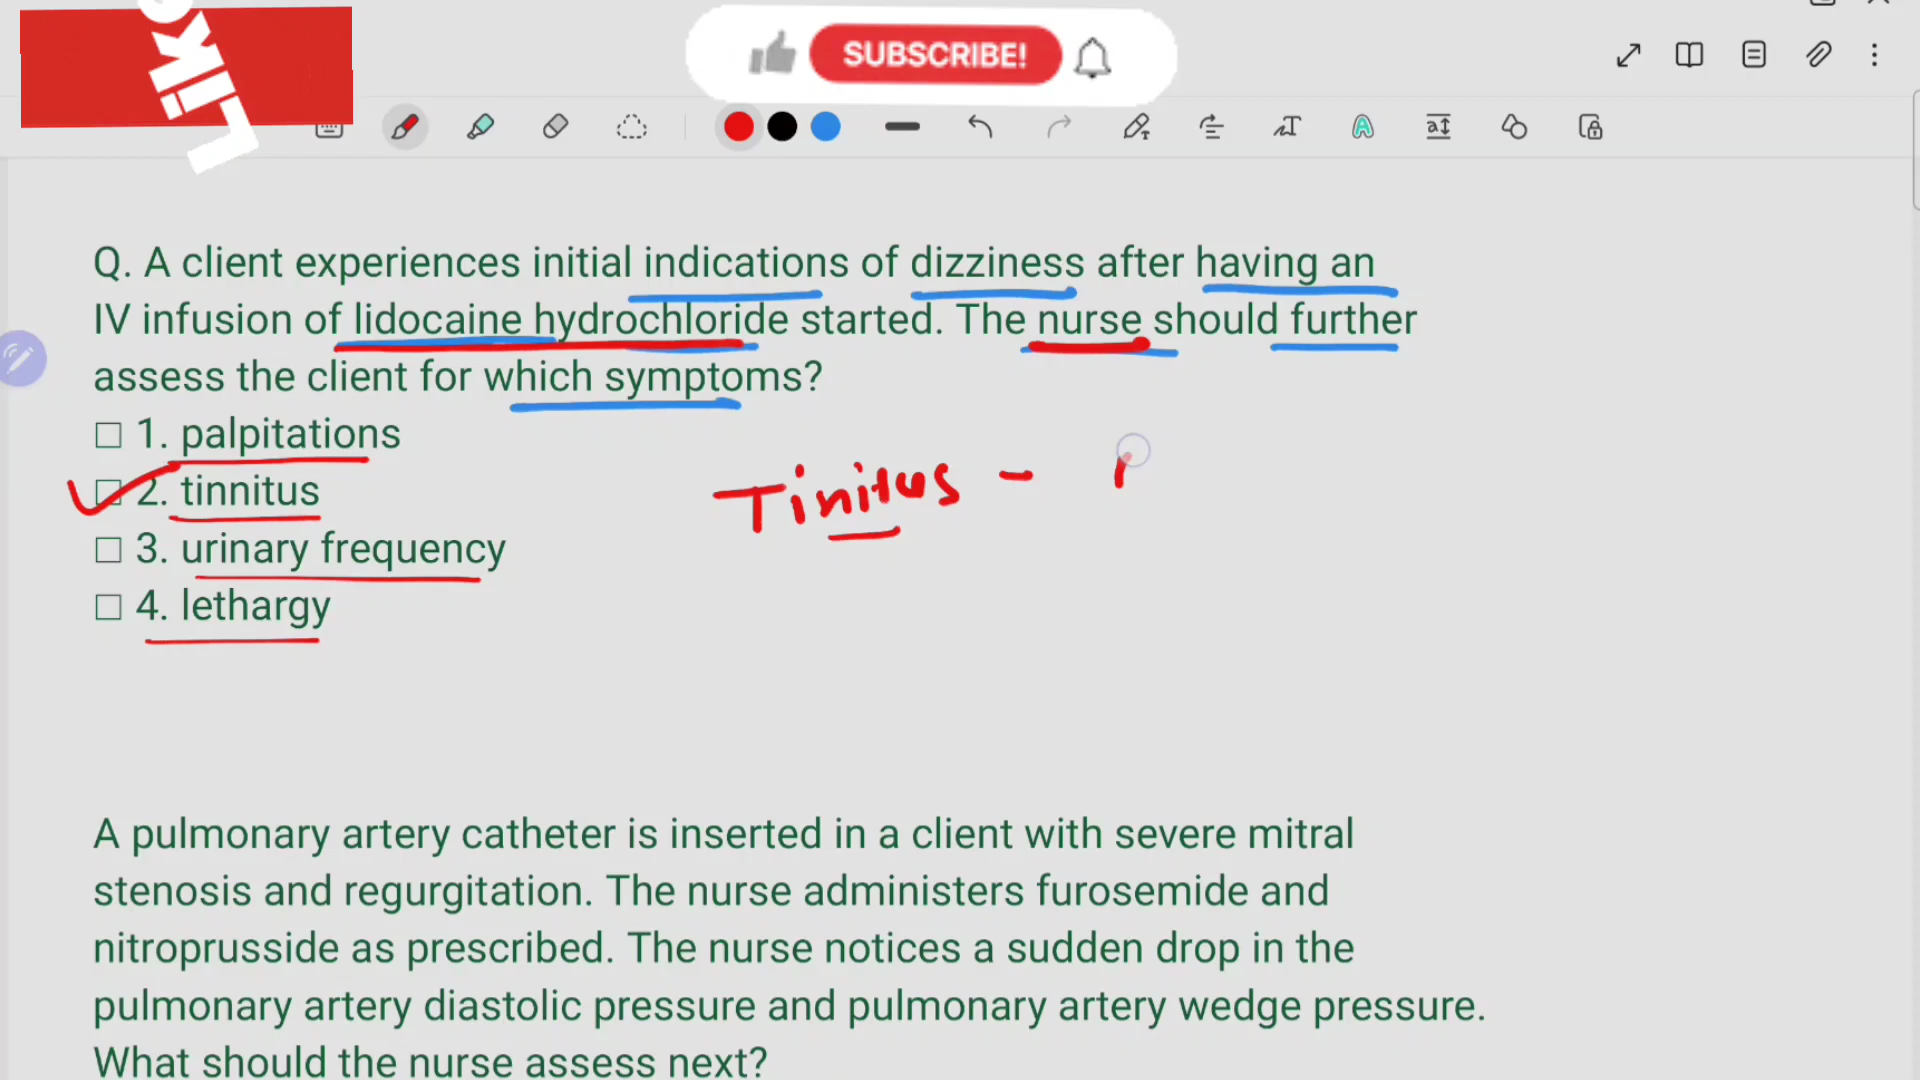 Like
SUBSCRIBE!
Q. A client experiences initial indications of dizziness after having an
IV infusion of lidocaine hydrochloride started. The nurse should further
assess the client for which symptoms?
☐ 1. palpitations
☐ 2. tinnitus
☐ 3. urinary frequency
☐ 4. lethargy
Tinitus -
A pulmonary artery catheter is inserted in a client with severe mitral
stenosis and regurgitation. The nurse administers furosemide and
nitroprusside as prescribed. The nurse notices a sudden drop in the
pulmonary artery diastolic pressure and pulmonary artery wedge pressure.
What should the nurse assess next?